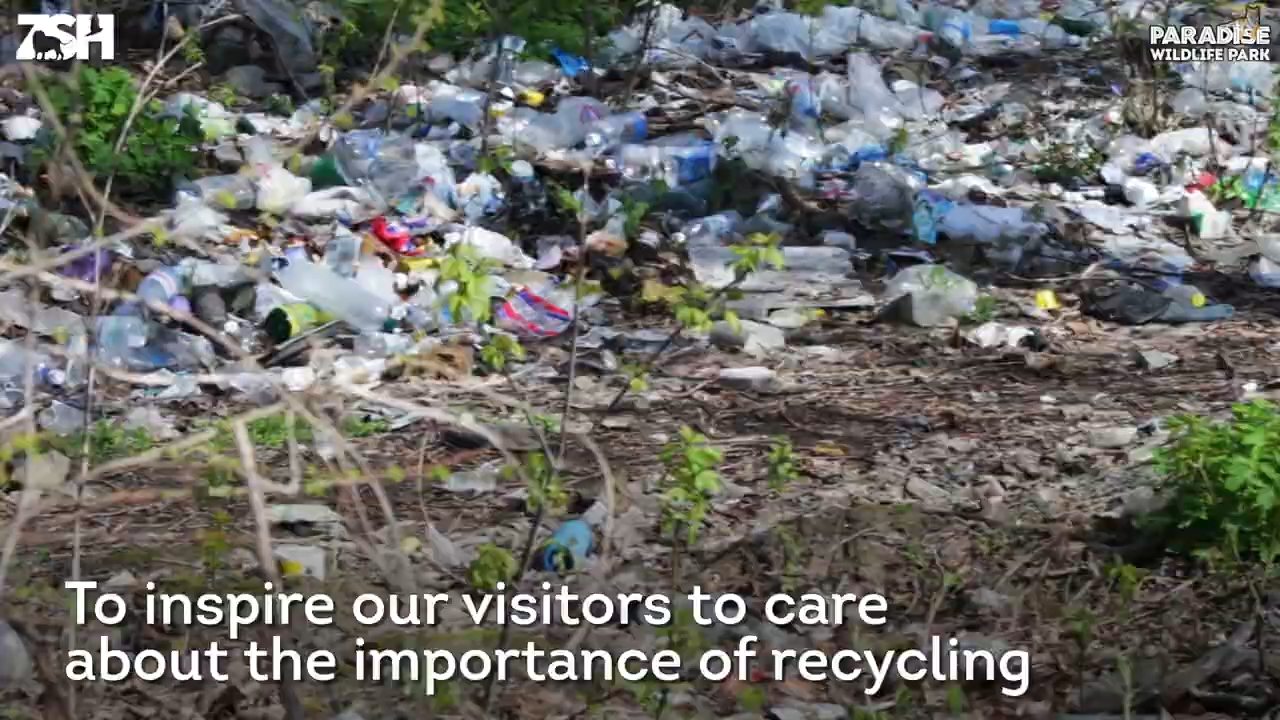 ZSH
PARADISE
WILDLIFE PARK
To inspire our visitors to care
about the importance of recycling